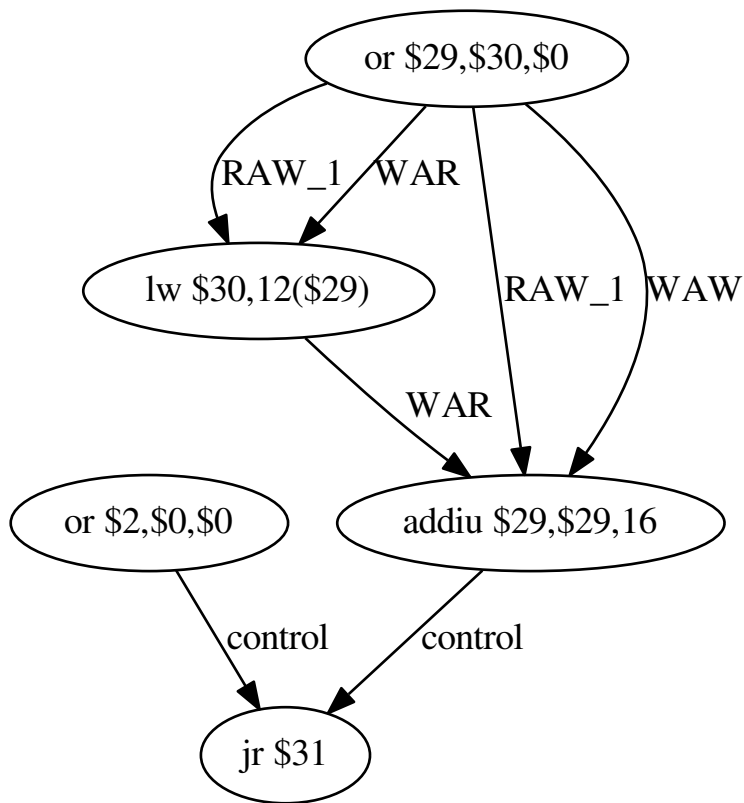 or $29,$30,$0
RAW_1
WAR
lw $30,12($29)
RAW_1
WAW
WAR
or $2,$0,$0
addiu $29,$29,16
control
control
jr $31